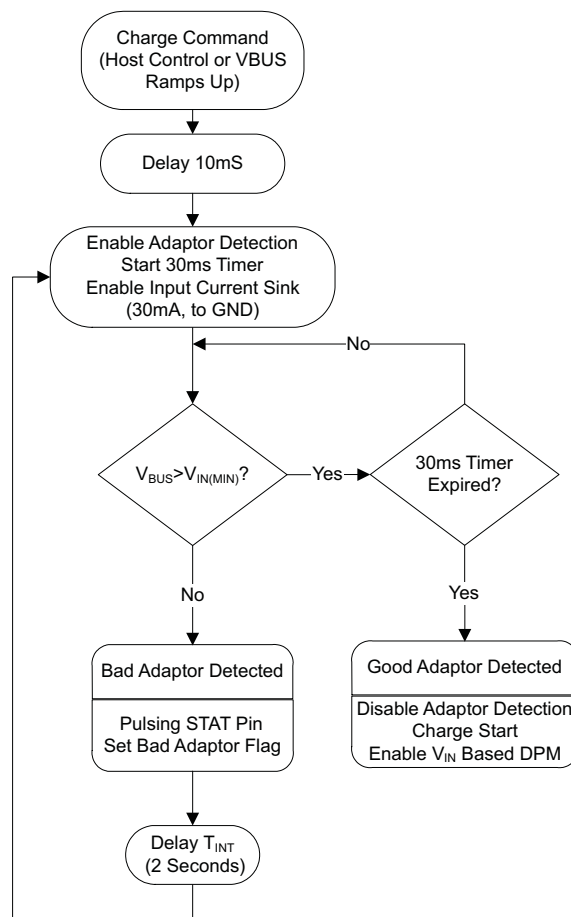 Charge Command
(Host Control or VBUS
Ramps Up)
Delay 10mS
Enable Adaptor Detection
Start 30ms Timer
Enable Input Current Sink
(30mA, to GND)
No
VBUS>VIN(MIN)?
Yes
30ms Timer
Expired?
No
Yes
Bad Adaptor Detected
Pulsing STAT Pin
Set Bad Adaptor Flag
Good Adaptor Detected
Disable Adaptor Detection
Charge Start
Enable VIN Based DPM
Delay TINT
(2 Seconds)